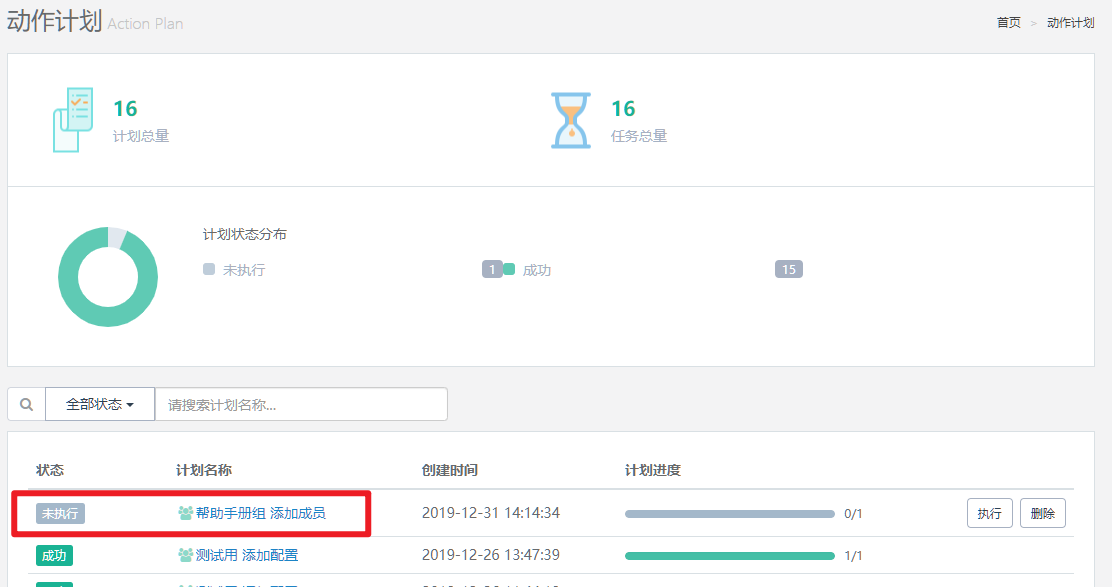 动作计划 Action Plan
首页 > 动作计划
16
计划总量
16
任务总量
计划状态分布
未执行 1
成功 15
全部状态 请搜索计划名称...
状态 计划名称 创建时间 计划进度
未执行 帮助手册组 添加成员 2019-12-31 14:14:34 0/1 执行 删除
成功 测试用 添加配置 2019-12-26 13:47:39 1/1